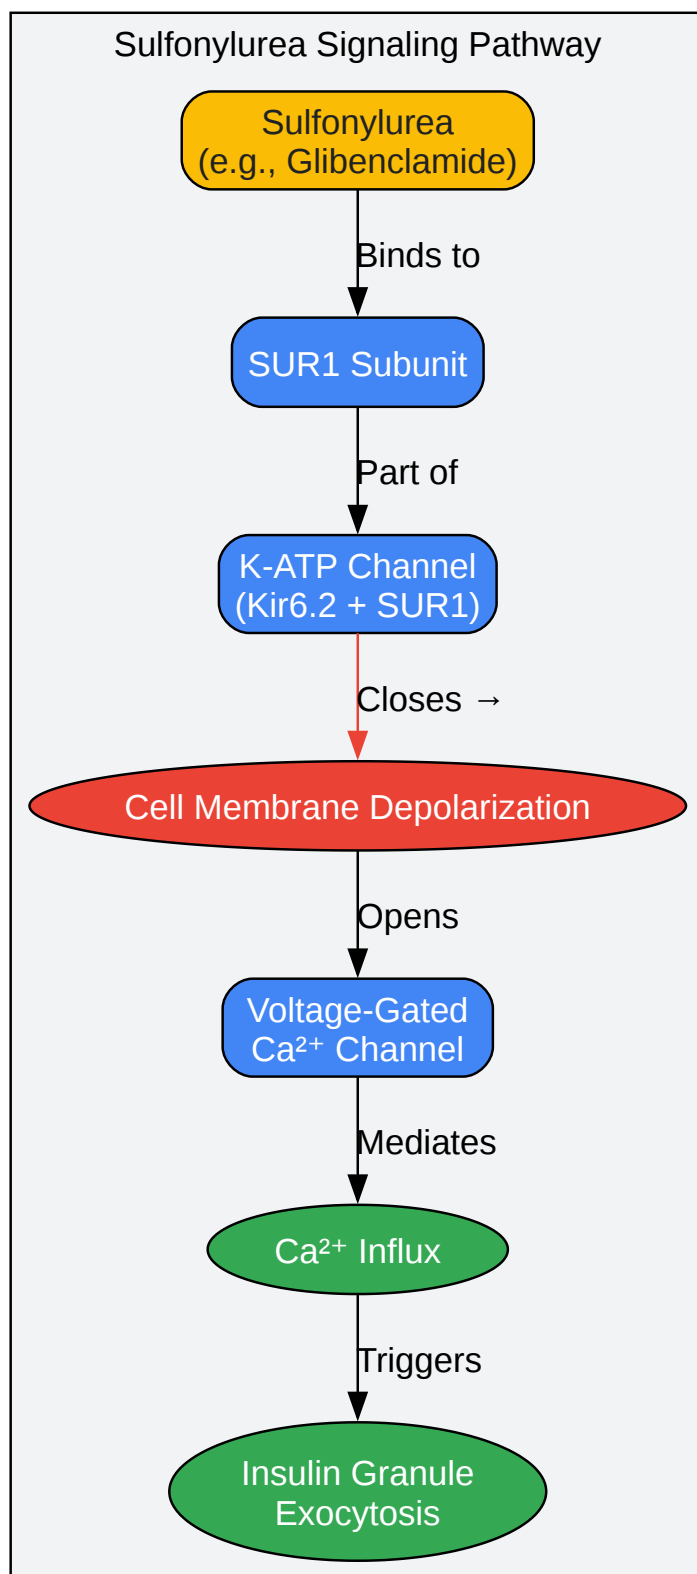 Sulfonylurea Signaling Pathway
Sulfonylurea
(e.g., Glibenclamide)
Binds to
SUR1 Subunit
Part of
K-ATP Channel
(Kir6.2 + SUR1)
Closes →
Cell Membrane Depolarization
Opens
Voltage-Gated
Ca²⁺ Channel
Mediates
Ca²⁺ Influx
Triggers
Insulin Granule
Exocytosis